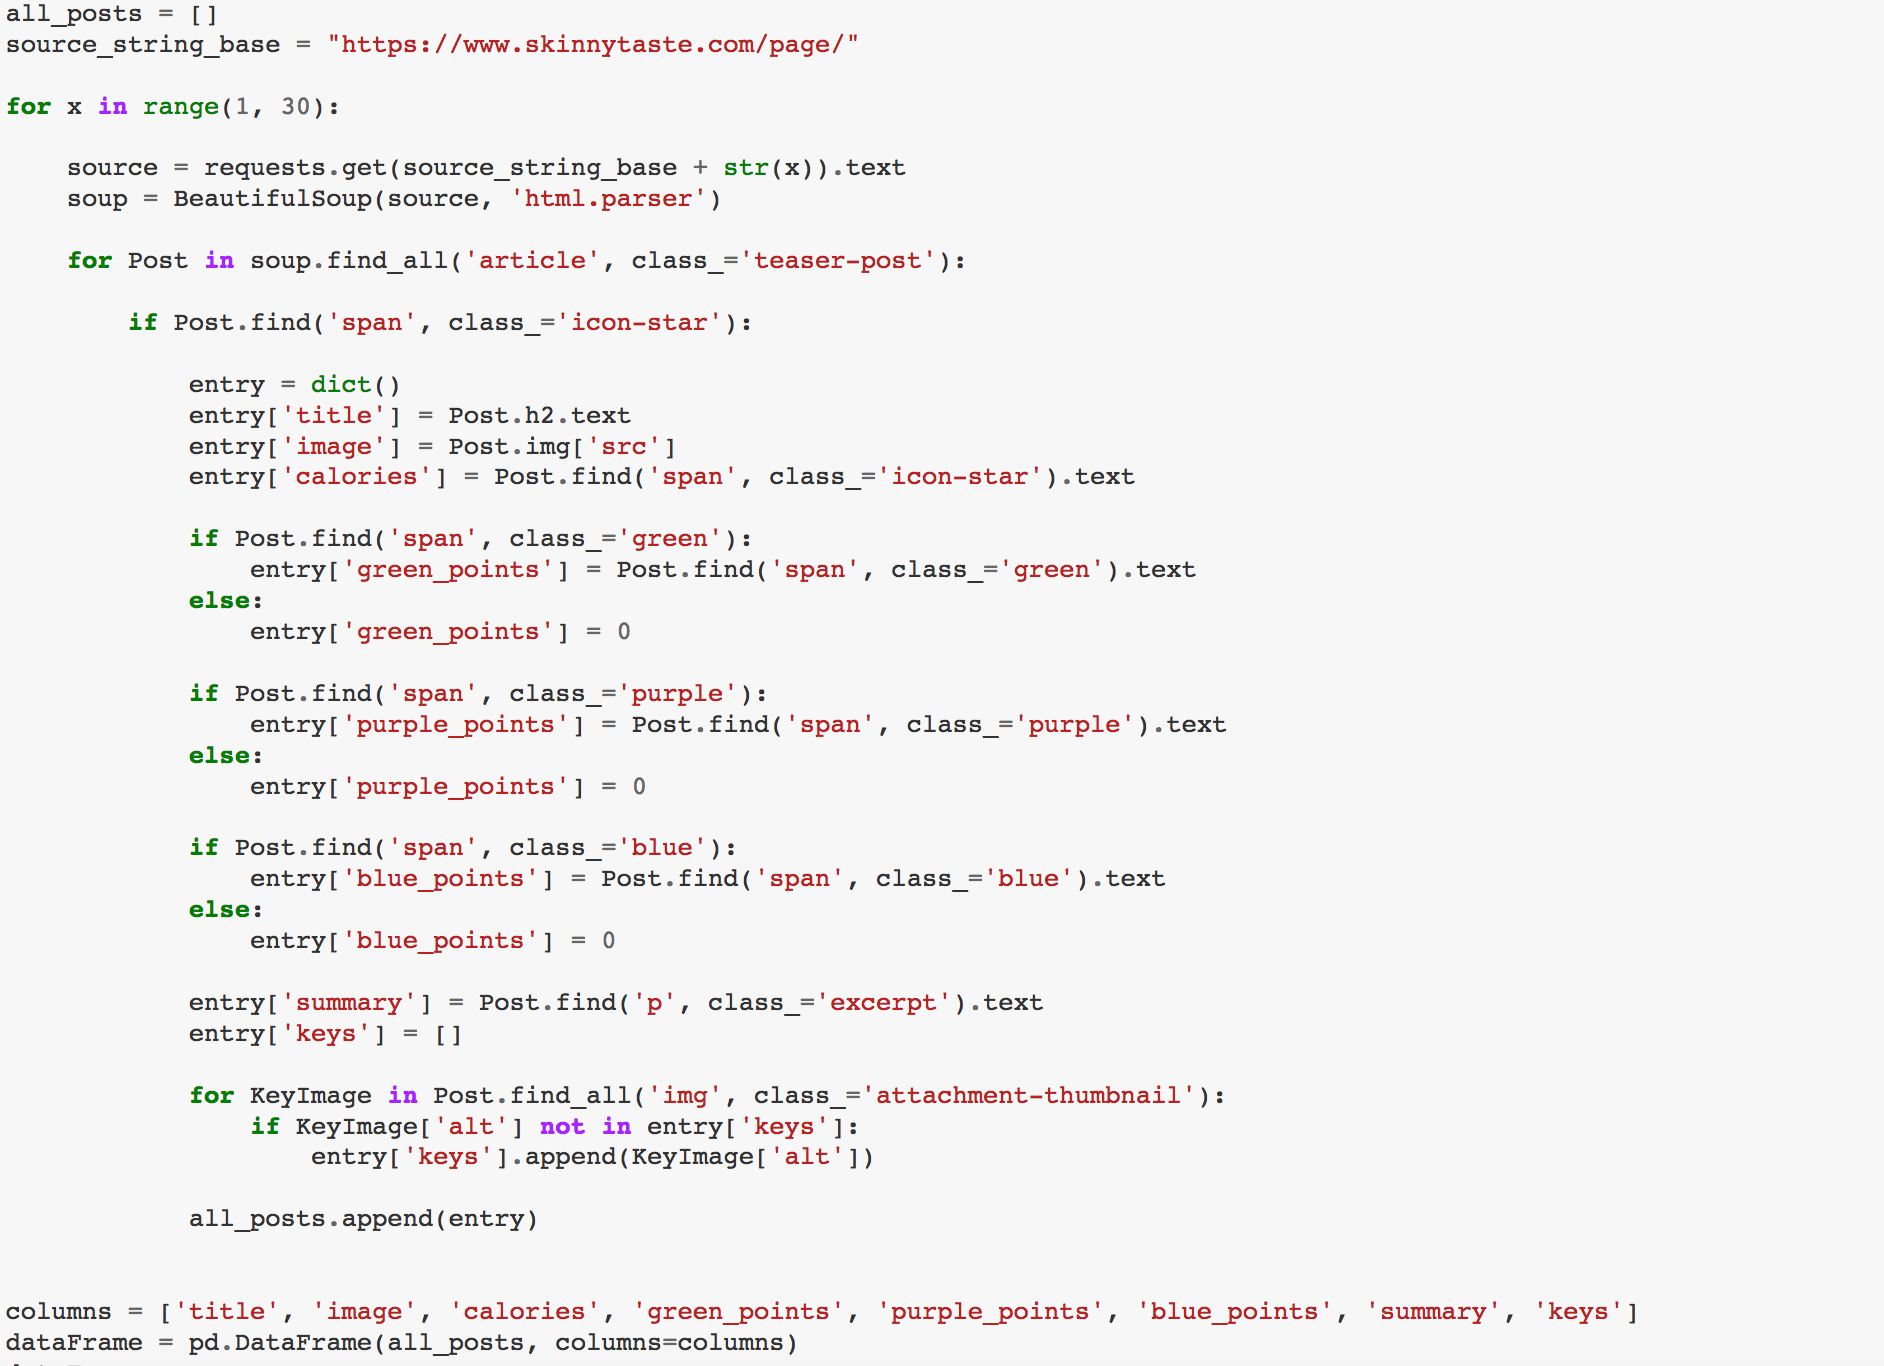 all_posts = []
source_string_base = "https://www.skinnytaste.com/page/"
for x in range(1, 30):
    source = requests.get(source_string_base + str(x)).text
    soup = BeautifulSoup(source, 'html.parser')
    for Post in soup.find_all('article', class_='teaser-post'):
        if Post.find('span', class_='icon-star'):
            entry = dict()
            entry['title'] = Post.h2.text
            entry['image'] = Post.img['src']
            entry['calories'] = Post.find('span', class_='icon-star').text
            if Post.find('span', class_='green'):
                entry['green_points'] = Post.find('span', class_='green').text
            else:
                entry['green_points'] = 0
            if Post.find('span', class_='purple'):
                entry['purple_points'] = Post.find('span', class_='purple').text
            else:
                entry['purple_points'] = 0
            if Post.find('span', class_='blue'):
                entry['blue_points'] = Post.find('span', class_='blue').text
            else:
                entry['blue_points'] = 0
            entry['summary'] = Post.find('p', class_='excerpt').text
            entry['keys'] = []
            for KeyImage in Post.find_all('img', class_='attachment-thumbnail'):
                if KeyImage['alt'] not in entry['keys']:
                    entry['keys'].append(KeyImage['alt'])
            all_posts.append(entry)
columns = ['title', 'image', 'calories', 'green_points', 'purple_points', 'blue_points', 'summary', 'keys']
dataFrame = pd.DataFrame(all_posts, columns=columns)